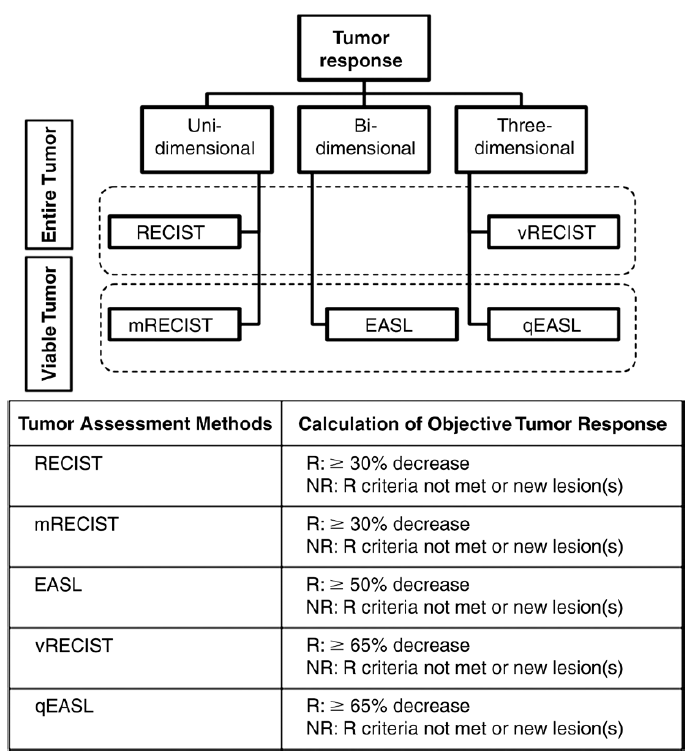 Tumor
response
Uni-
dimensional
Bi-
dimensional
Three-
dimensional
Entire Tumor
RECIST
vRECIST
Viable Tumor
mRECIST
EASL
qEASL
Tumor Assessment Methods
Calculation of Objective Tumor Response
RECIST
R: ≥ 30% decrease
NR: R criteria not met or new lesion(s)
mRECIST
R: ≥ 30% decrease
NR: R criteria not met or new lesion(s)
EASL
R: ≥ 50% decrease
NR: R criteria not met or new lesion(s)
vRECIST
R: ≥ 65% decrease
NR: R criteria not met or new lesion(s)
qEASL
R: ≥ 65% decrease
NR: R criteria not met or new lesion(s)